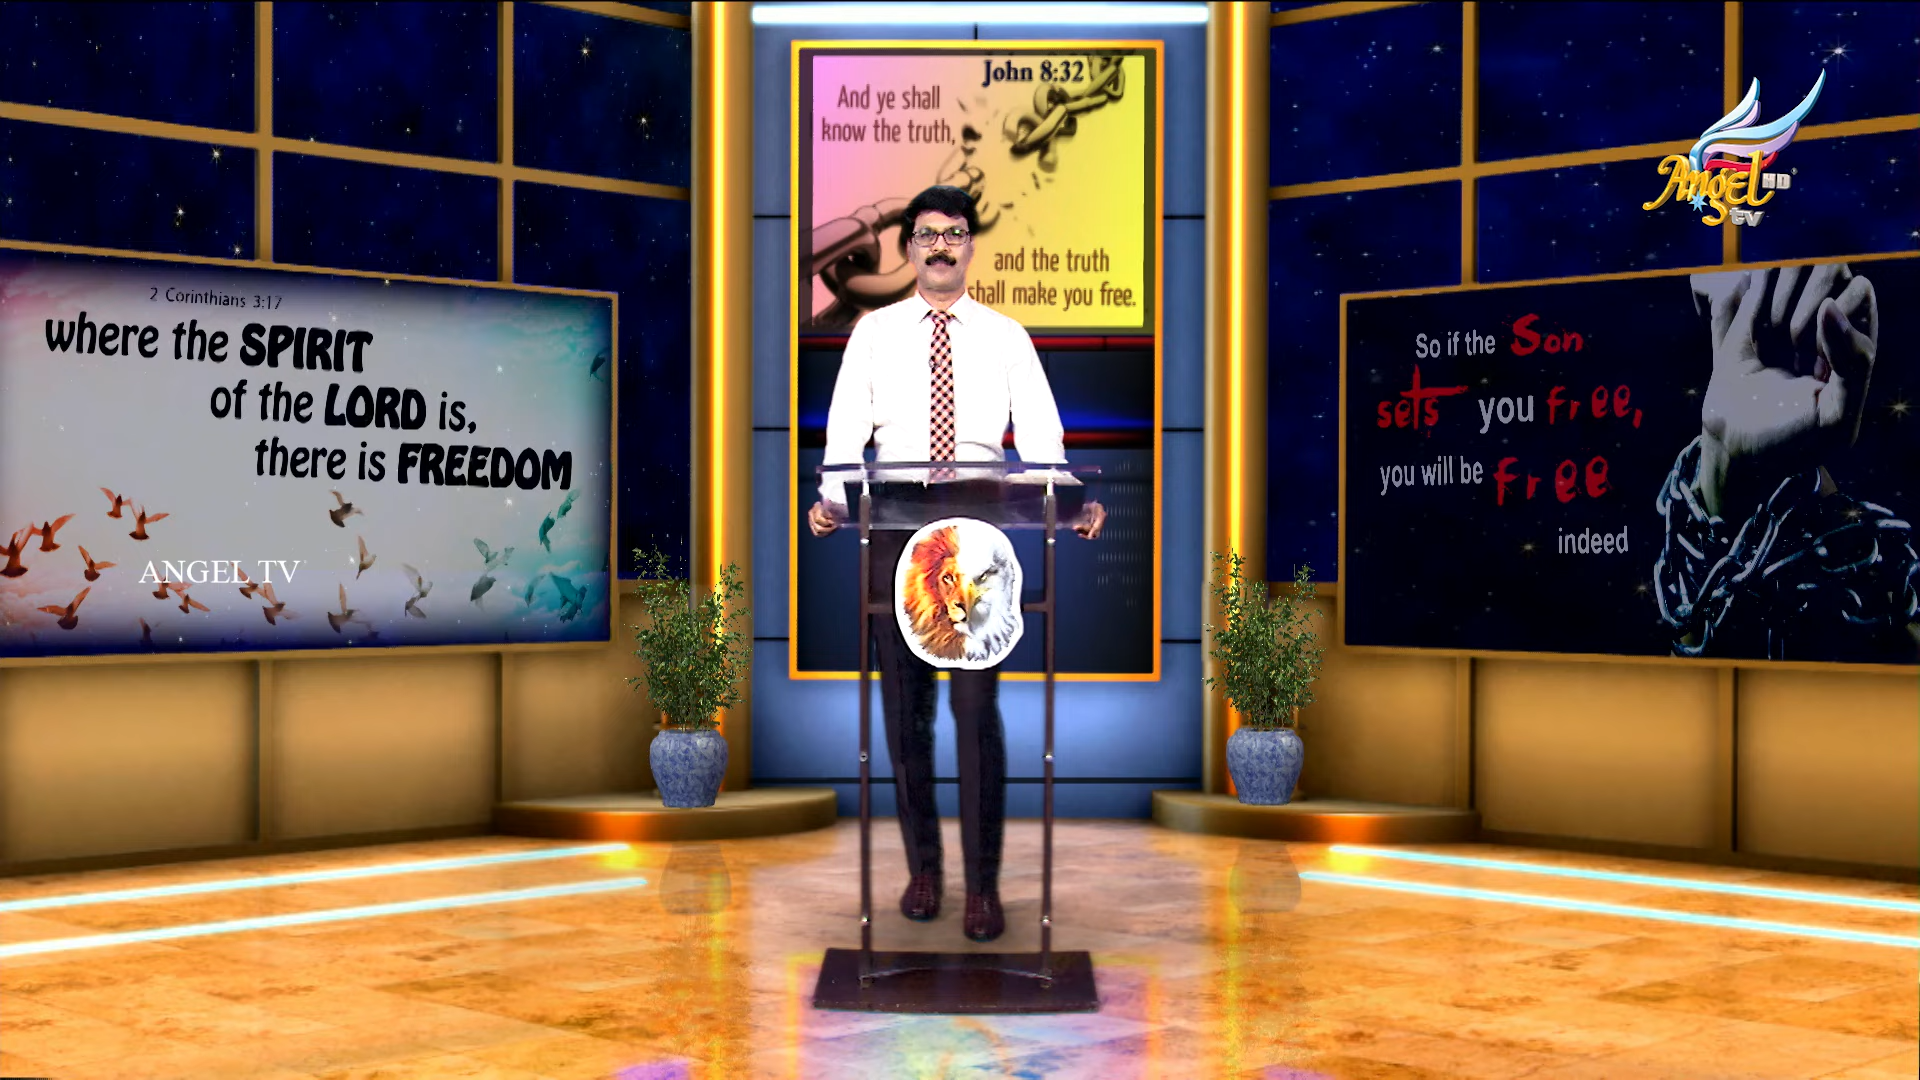 2 Corinthians 3:17
where the SPIRIT
of the LORD is,
there is FREEDOM
ANGEL TV
John 8:32
And ye shall
know the truth,
and the truth
shall make you free.
So if the Son
sets you free,
you will be free
indeed
Angel HD
tv